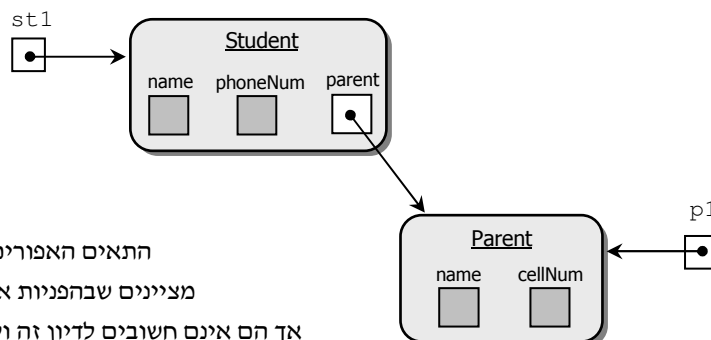 st1
Student
name phoneNum parent
p1
Parent
name cellNum
התאים האפורים
מציינים שבהפניות
אך הם אינם חשובים לדיון זה